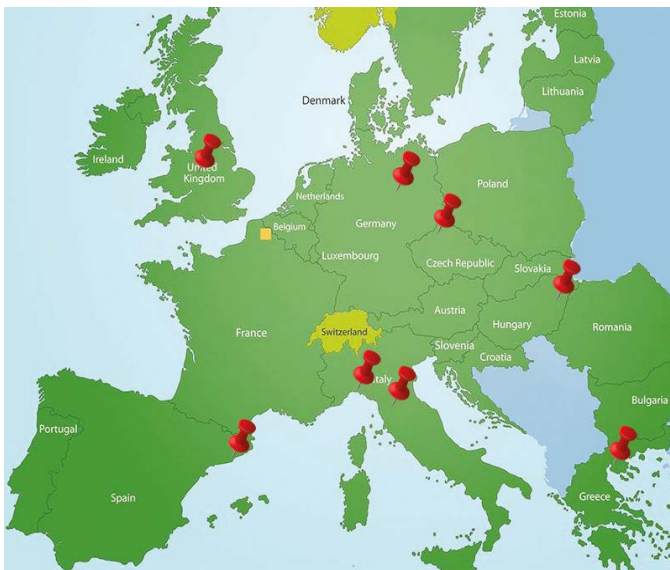 Estonia
Latvia
Lithuania
Denmark
Ireland
United
Kingdom
Netherlands
Poland
Germany
Belgium
Luxembourg
Czech Republic
Slovakia
Austria
Switzerland
France
Hungary
Romania
Slovenia
Croatia
Italy
Bulgaria
Portugal
Spain
Greece